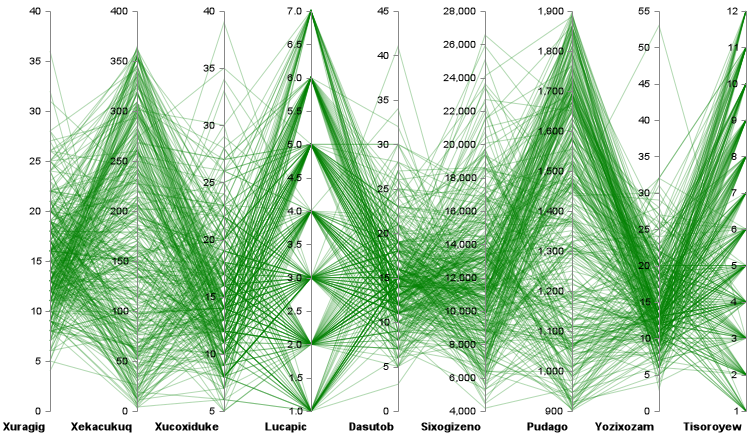 40 400 40 7.0 45 28,000 1,900 55 12
35 350 35 6.5 40 26,000 1,800 50 11
30 300 30 6.0 35 24,000 1,700 45 10
25 250 25 5.5 30 22,000 1,600 40 9
20 200 20 5.0 25 20,000 1,500 35 8
15 150 15 4.5 20 18,000 1,400 30 7
10 100 10 4.0 15 16,000 1,300 25 6
5 50 5 3.5 10 14,000 1,200 20 5
0 0 3.0 5 12,000 1,100 15 4
2.5 0 10,000 1,000 10 3
2.0 8,000 900 5 2
1.5 6,000 0 1
1.0 4,000
Xuragig Xekacukuq Xucoxiduke Lucapic Dasutob Sixogizeno Pudago Yozixozam Tisoroyew